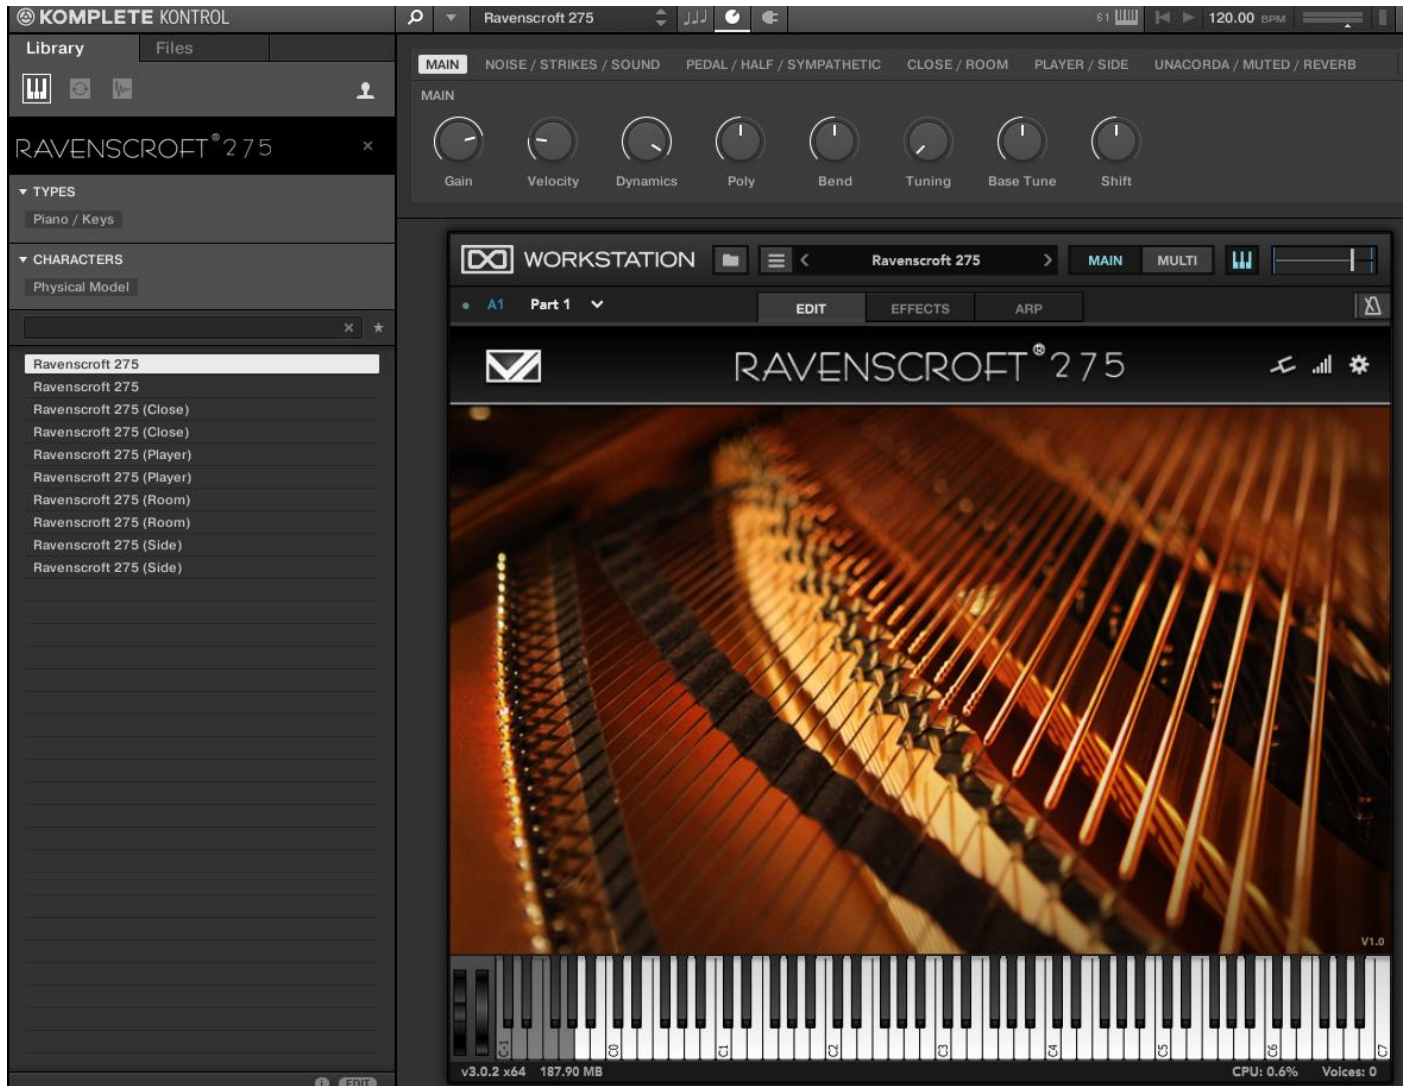 KOMPLETE KONTROL
Ravenscroft 275
61
120.00 BPM
Library
Files
RAVENSCROFT®275
TYPES
Piano / Keys
CHARACTERS
Physical Model
Ravenscroft 275
Ravenscroft 275
Ravenscroft 275 (Close)
Ravenscroft 275 (Close)
Ravenscroft 275 (Player)
Ravenscroft 275 (Player)
Ravenscroft 275 (Room)
Ravenscroft 275 (Room)
Ravenscroft 275 (Side)
Ravenscroft 275 (Side)
EDIT
MAIN NOISE / STRIKES / SOUND PEDAL / HALF / SYMPATHETIC CLOSE / ROOM PLAYER / SIDE UNACORDA / MUTED / REVERB
MAIN
Gain Velocity Dynamics Poly Bend Tuning Base Tune Shift
WORKSTATION Ravenscroft 275 MAIN MULTI
A1 Part 1 EDIT EFFECTS ARP
RAVENSCROFT®275
V1.0
C-1 C0 C1 C2 C3 C4 C5 C6 C7
v3.0.2 x64 187.90 MB CPU: 0.6% Voices: 0